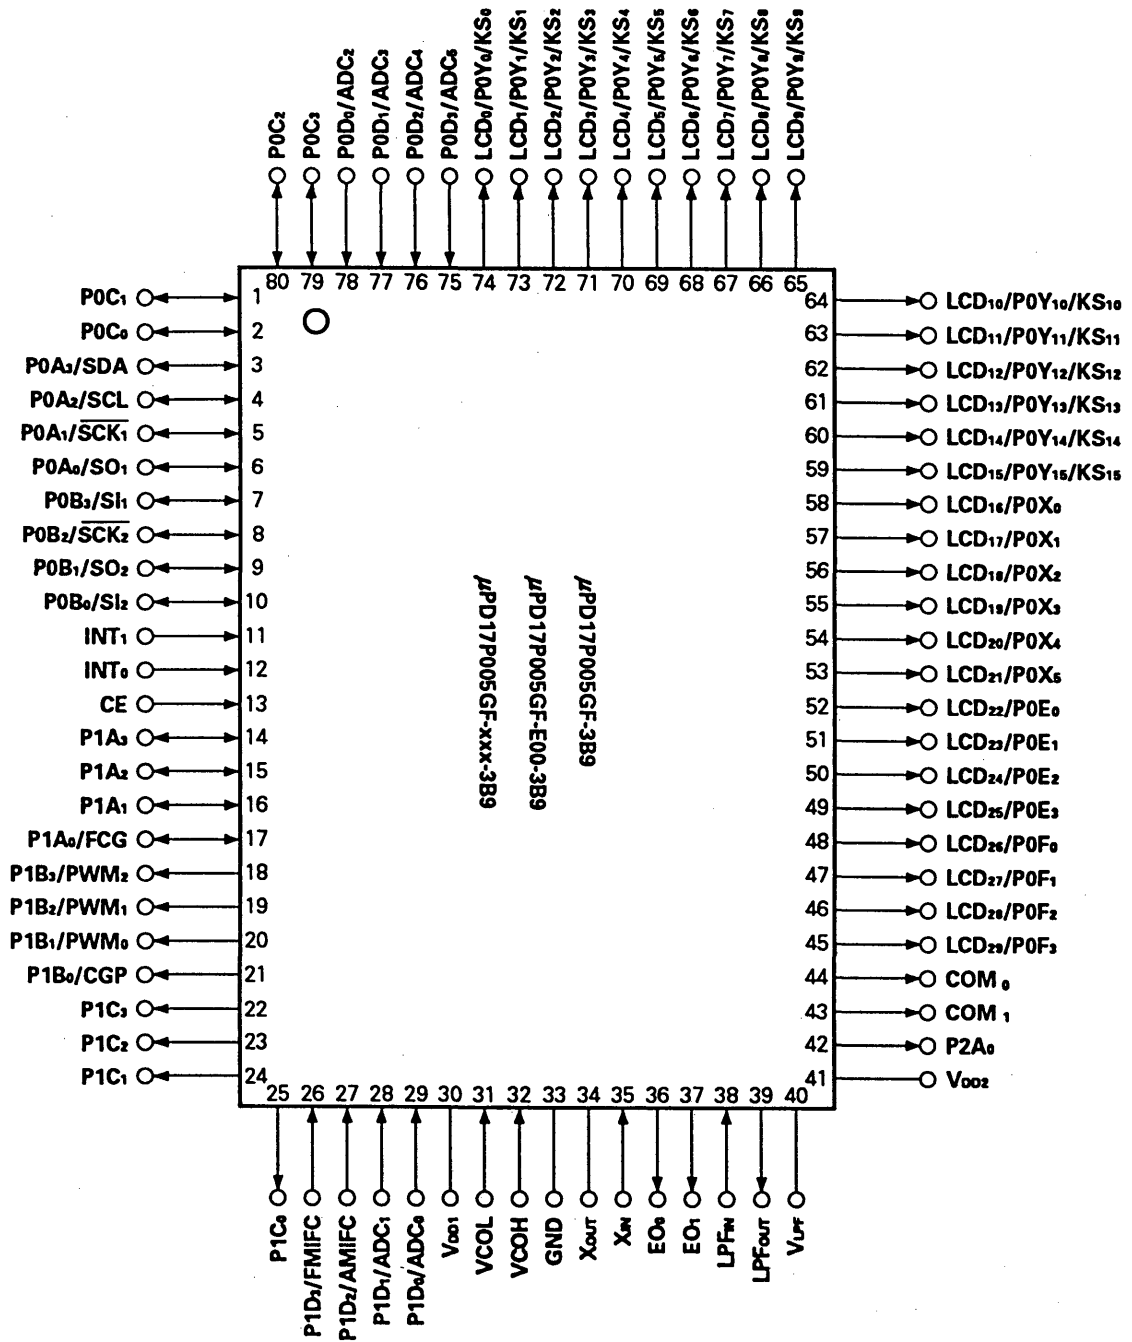 P0C₂
P0C₃
P0D₀/ADC₂
P0D₁/ADC₃
P0D₂/ADC₄
P0D₃/ADC₅
LCD₀/P0Y₀/KS₀
LCD₁/P0Y₁/KS₁
LCD₂/P0Y₂/KS₂
LCD₃/P0Y₃/KS₃
LCD₄/P0Y₄/KS₄
LCD₅/P0Y₅/KS₅
LCD₆/P0Y₆/KS₆
LCD₇/P0Y₇/KS₇
LCD₈/P0Y₈/KS₈
LCD₉/P0Y₉/KS₉
80 79 78 77 76 75 74 73 72 71 70 69 68 67 66 65
P0C₁ 1
P0C₀ 2
P0A₃/SDA 3
P0A₂/SCL 4
P0A₁/S̅C̅K̅₁ 5
P0A₀/SO₁ 6
P0B₃/SI₁ 7
P0B₂/S̅C̅K̅₂ 8
P0B₁/SO₂ 9
P0B₀/SI₂ 10
INT₁ 11
INT₀ 12
CE 13
P1A₃ 14
P1A₂ 15
P1A₁ 16
P1A₀/FCG 17
P1B₃/PWM₂ 18
P1B₂/PWM₁ 19
P1B₁/PWM₀ 20
P1B₀/CGP 21
P1C₃ 22
P1C₂ 23
P1C₁ 24
μPD17P005GF-3B9
μPD17P005GF-E00-3B9
μPD17P005GF-xxx-3B9
64 LCD₁₀/P0Y₁₀/KS₁₀
63 LCD₁₁/P0Y₁₁/KS₁₁
62 LCD₁₂/P0Y₁₂/KS₁₂
61 LCD₁₃/P0Y₁₃/KS₁₃
60 LCD₁₄/P0Y₁₄/KS₁₄
59 LCD₁₅/P0Y₁₅/KS₁₅
58 LCD₁₆/P0X₀
57 LCD₁₇/P0X₁
56 LCD₁₈/P0X₂
55 LCD₁₉/P0X₃
54 LCD₂₀/P0X₄
53 LCD₂₁/P0X₅
52 LCD₂₂/P0E₀
51 LCD₂₃/P0E₁
50 LCD₂₄/P0E₂
49 LCD₂₅/P0E₃
48 LCD₂₆/P0F₀
47 LCD₂₇/P0F₁
46 LCD₂₈/P0F₂
45 LCD₂₉/P0F₃
44 COM ₀
43 COM ₁
42 P2A₀
41 VDD2
25 26 27 28 29 30 31 32 33 34 35 36 37 38 39 40
P1C₀
P1D₃/FMIFC
P1D₂/AMIFC
P1D₁/ADC₁
P1D₀/ADC₀
VDD1
VCOL
VCOH
GND
XOUT
XIN
EO₀
EO₁
LPFIN
LPFOUT
VLPF